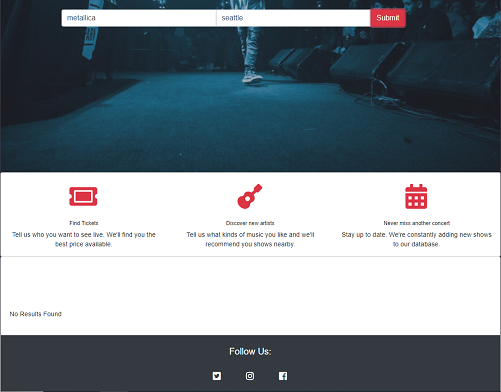 metallica seattle Submit
Find Tickets
Tell us who you want to see live. We'll find you the
best price available.
Discover new artists
Tell us what kinds of music you like and we'll
recommend you shows nearby.
Never miss another concert
Stay up to date. We're constantly adding new shows
to our database.
No Results Found
Follow Us: